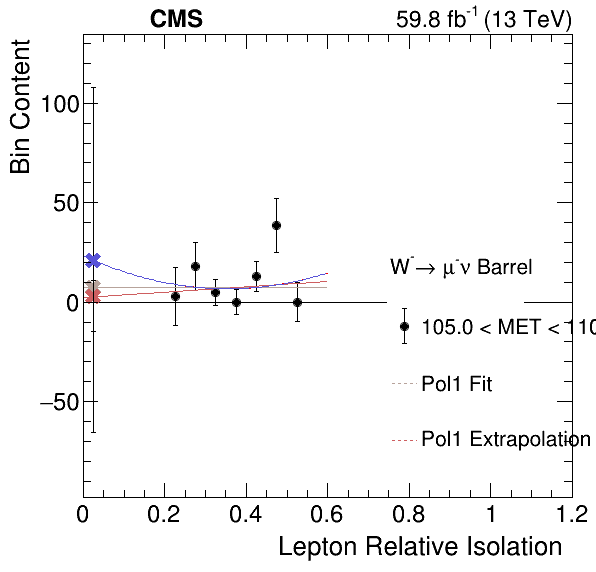 CMS
59.8 fb⁻¹ (13 TeV)
Bin Content
100
50
0
−50
W⁻→ μ⁻ν Barrel
105.0 < MET < 110
Pol1 Fit
Pol1 Extrapolation
0 0.2 0.4 0.6 0.8 1 1.2
Lepton Relative Isolation